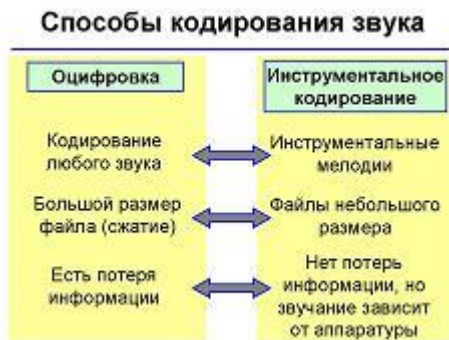 Способы кодирования звука
Оцифровка
Инструментальное
кодирование
Кодирование
любого звука
Инструментальные
мелодии
Большой размер
файла (сжатие)
Файлы небольшого
размера
Есть потеря
информации
Нет потерь
информации, но
звучание зависит
от аппаратуры